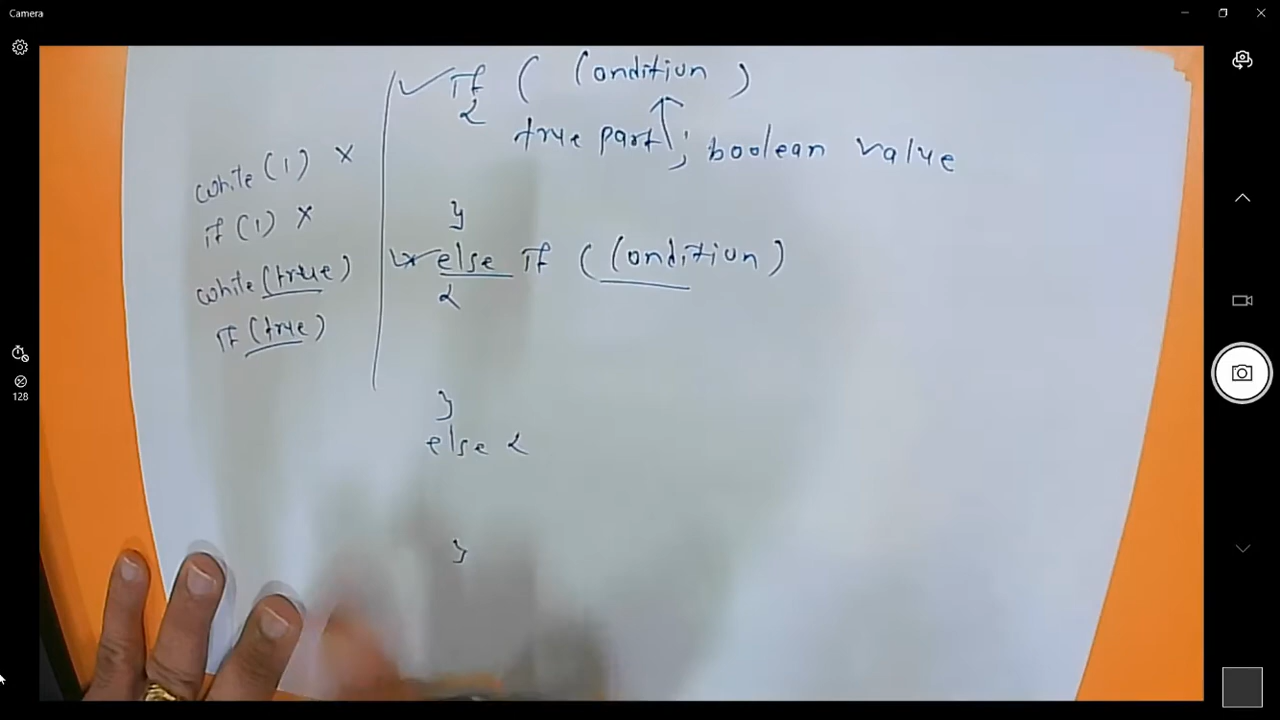 Camera
if ( Condition )
{
true part ; boolean value
}
else if ( Condition )
{
}
else {
}
while (1) ×
if (1) ×
while (true)
if (true)
128